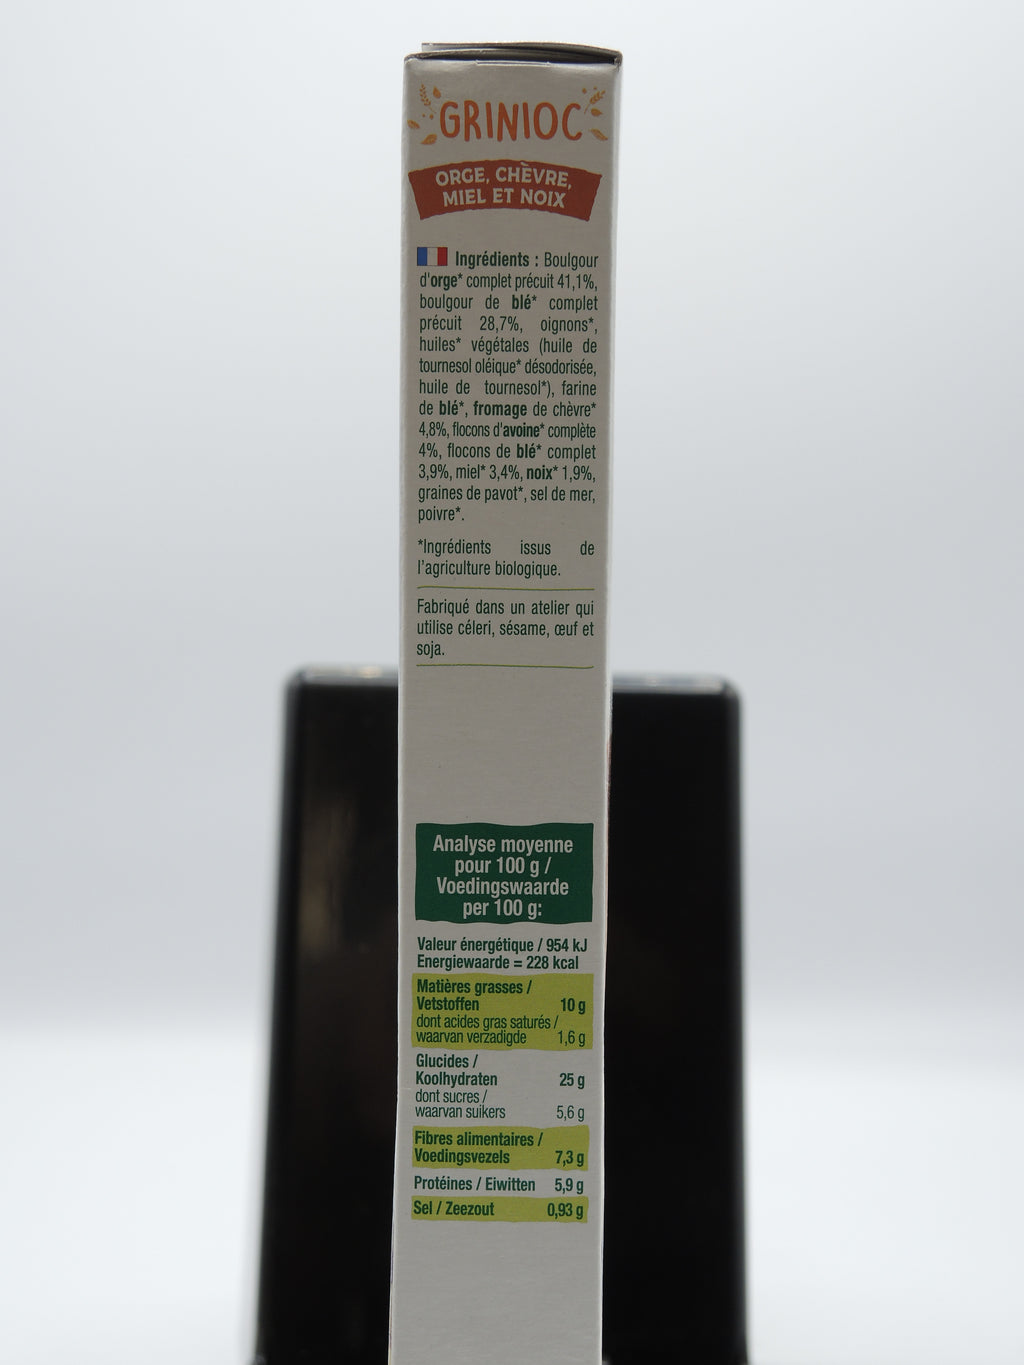 GRINIOC
ORGE, CHÈVRE,
MIEL ET NOIX
Ingrédients : Boulgour
d'orge* complet précuit 41,1%,
boulgour de blé* complet
précuit 28,7%, oignons*,
huiles* végétales (huile de
tournesol oléique* désodorisée,
huile de tournesol*), farine
de blé*, fromage de chèvre*
4,8%, flocons d'avoine* complète
4%, flocons de blé* complet
3,9%, miel* 3,4%, noix* 1,9%,
graines de pavot*, sel de mer,
poivre*.
*Ingrédients issus de
l'agriculture biologique.
Fabriqué dans un atelier qui
utilise céleri, sésame, œuf et
soja.
Analyse moyenne
pour 100 g /
Voedingswaarde
per 100 g:
Valeur énergétique / 954 kJ
Energiewaarde = 228 kcal
Matières grasses /
Vetstoffen 10 g
dont acides gras saturés /
waarvan verzadigde 1,6 g
Glucides /
Koolhydraten 25 g
dont sucres /
waarvan suikers 5,6 g
Fibres alimentaires /
Voedingsvezels 7,3 g
Protéines / Eiwitten 5,9 g
Sel / Zeezout 0,93 g